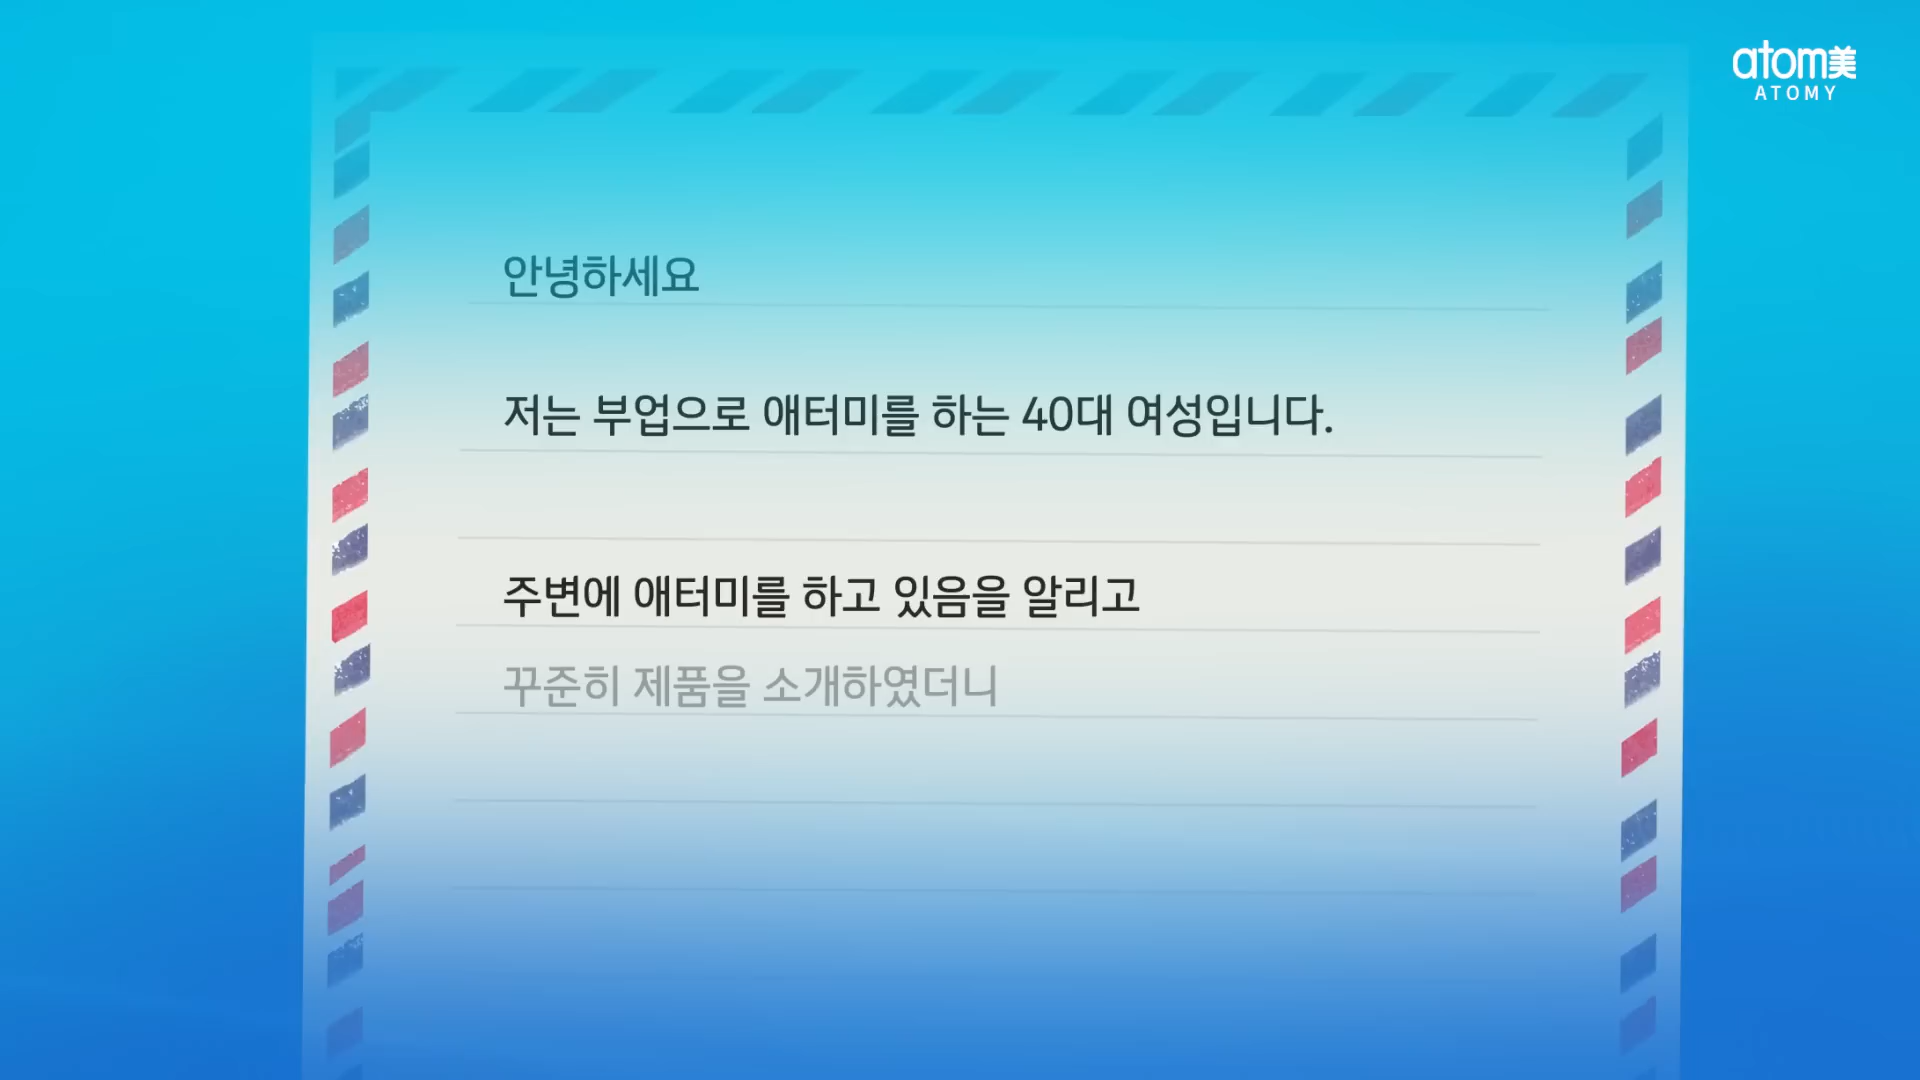 atom美
ATOMY
안녕하세요
저는 부업으로 애터미를 하는 40대 여성입니다.
주변에 애터미를 하고 있음을 알리고
꾸준히 제품을 소개하였더니